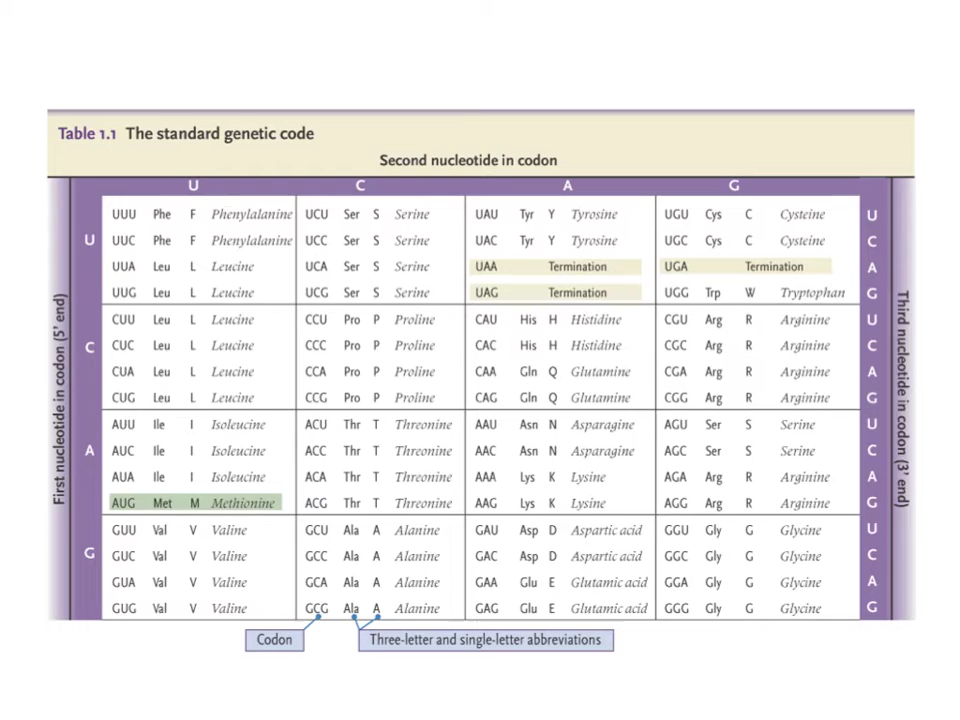 Table 1.1 The standard genetic code
Second nucleotide in codon
U C A G
First nucleotide in codon (5' end)
Third nucleotide in codon (3' end)
U
UUU Phe F Phenylalanine UCU Ser S Serine UAU Tyr Y Tyrosine UGU Cys C Cysteine U
UUC Phe F Phenylalanine UCC Ser S Serine UAC Tyr Y Tyrosine UGC Cys C Cysteine C
UUA Leu L Leucine UCA Ser S Serine UAA Termination UGA Termination A
UUG Leu L Leucine UCG Ser S Serine UAG Termination UGG Trp W Tryptophan G
C
CUU Leu L Leucine CCU Pro P Proline CAU His H Histidine CGU Arg R Arginine U
CUC Leu L Leucine CCC Pro P Proline CAC His H Histidine CGC Arg R Arginine C
CUA Leu L Leucine CCA Pro P Proline CAA Gln Q Glutamine CGA Arg R Arginine A
CUG Leu L Leucine CCG Pro P Proline CAG Gln Q Glutamine CGG Arg R Arginine G
A
AUU Ile I Isoleucine ACU Thr T Threonine AAU Asn N Asparagine AGU Ser S Serine U
AUC Ile I Isoleucine ACC Thr T Threonine AAC Asn N Asparagine AGC Ser S Serine C
AUA Ile I Isoleucine ACA Thr T Threonine AAA Lys K Lysine AGA Arg R Arginine A
AUG Met M Methionine ACG Thr T Threonine AAG Lys K Lysine AGG Arg R Arginine G
G
GUU Val V Valine GCU Ala A Alanine GAU Asp D Aspartic acid GGU Gly G Glycine U
GUC Val V Valine GCC Ala A Alanine GAC Asp D Aspartic acid GGC Gly G Glycine C
GUA Val V Valine GCA Ala A Alanine GAA Glu E Glutamic acid GGA Gly G Glycine A
GUG Val V Valine GCG Ala A Alanine GAG Glu E Glutamic acid GGG Gly G Glycine G
Codon
Three-letter and single-letter abbreviations